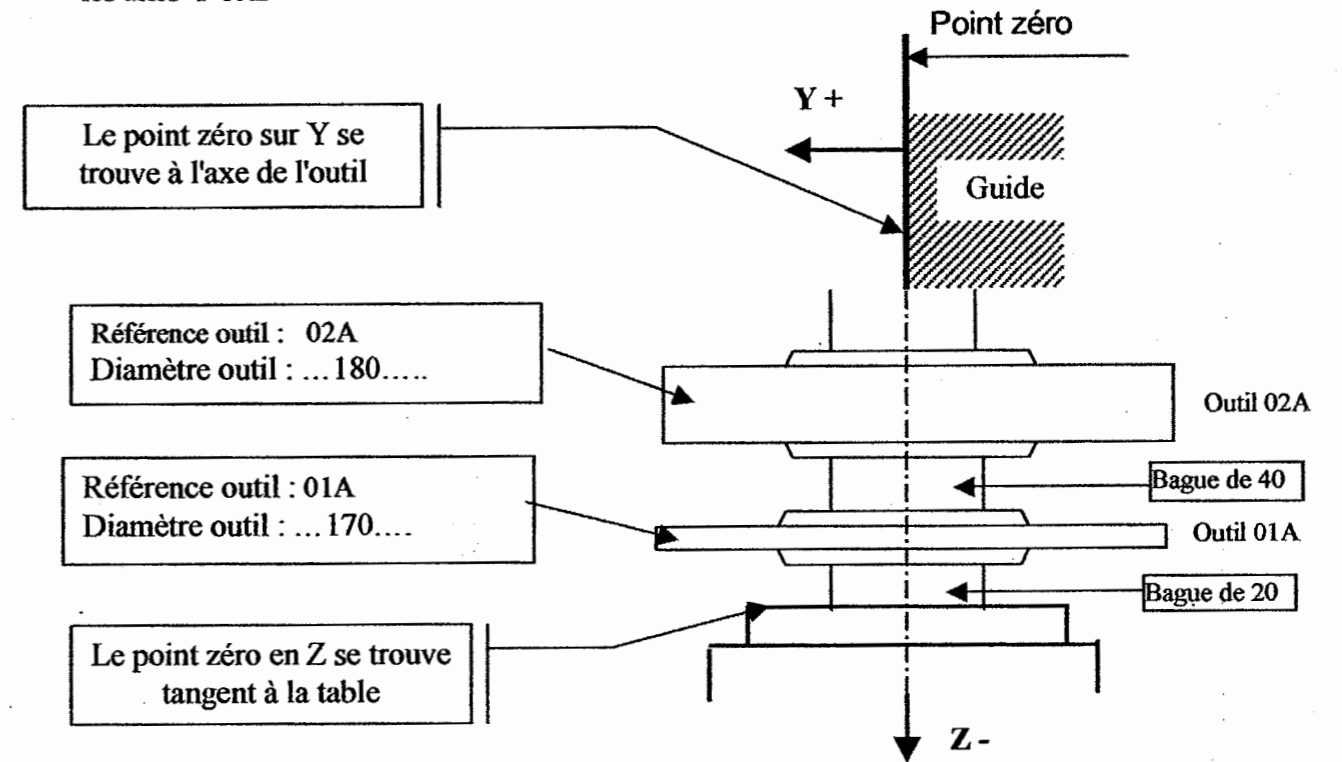 Point zéro
Y +
Le point zéro sur Y se
trouve à l'axe de l'outil
Guide
Référence outil : 02A
Diamètre outil : ...180.....
Outil 02A
Référence outil : 01A
Diamètre outil : ...170....
Bague de 40
Outil 01A
Bague de 20
Le point zéro en Z se trouve
tangent à la table
Z -